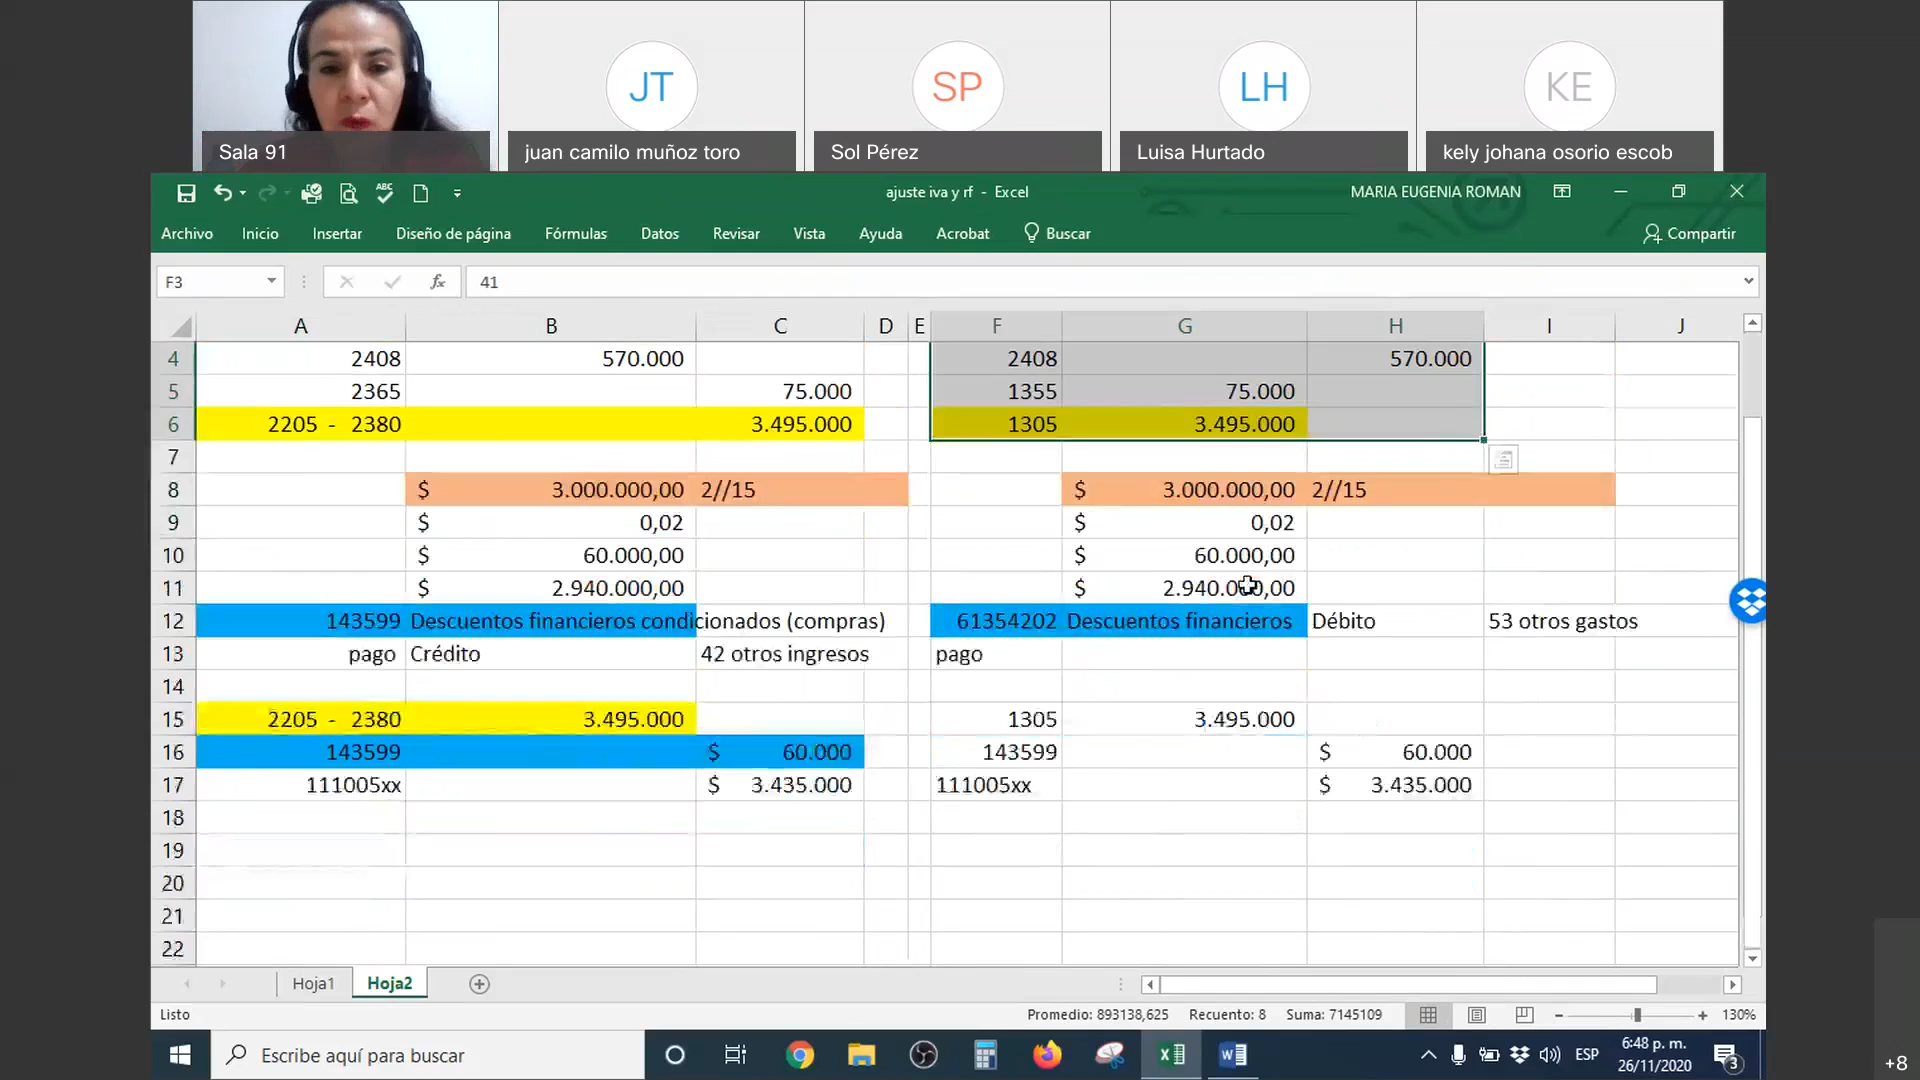 JT
SP
LH
KE
Sala 91
juan camilo muñoz toro
Sol Pérez
Luisa Hurtado
kely johana osorio escob
ABC
ajuste iva y rf - Excel
MARIA EUGENIA ROMAN
Archivo Inicio Insertar Diseño de página Fórmulas Datos Revisar Vista Ayuda Acrobat Buscar Compartir
F3 fx 41
A B C D E F G H I J
4 2408 570.000 2408 570.000
5 2365 75.000 1355 75.000
6 2205 - 2380 3.495.000 1305 3.495.000
7
8 $ 3.000.000,00 2//15 $ 3.000.000,00 2//15
9 $ 0,02 $ 0,02
10 $ 60.000,00 $ 60.000,00
11 $ 2.940.000,00 $ 2.940.000,00
12 143599 Descuentos financieros condicionados (compras) 61354202 Descuentos financieros Débito 53 otros gastos
13 pago Crédito 42 otros ingresos pago
14
15 2205 - 2380 3.495.000 1305 3.495.000
16 143599 $ 60.000 143599 $ 60.000
17 111005xx $ 3.435.000 111005xx $ 3.435.000
18
19
20
21
22
Hoja1 Hoja2
Listo Promedio: 893138,625 Recuento: 8 Suma: 7145109 130%
Escribe aquí para buscar
ESP
6:48 p. m.
26/11/2020
3
+8